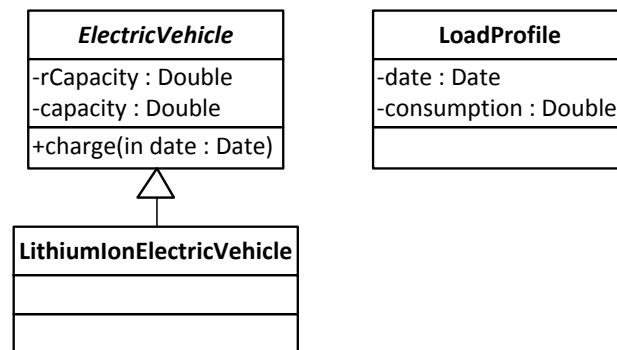 ElectricVehicle
-rCapacity : Double
-capacity : Double
+charge(in date : Date)
LoadProfile
-date : Date
-consumption : Double
LithiumIonElectricVehicle